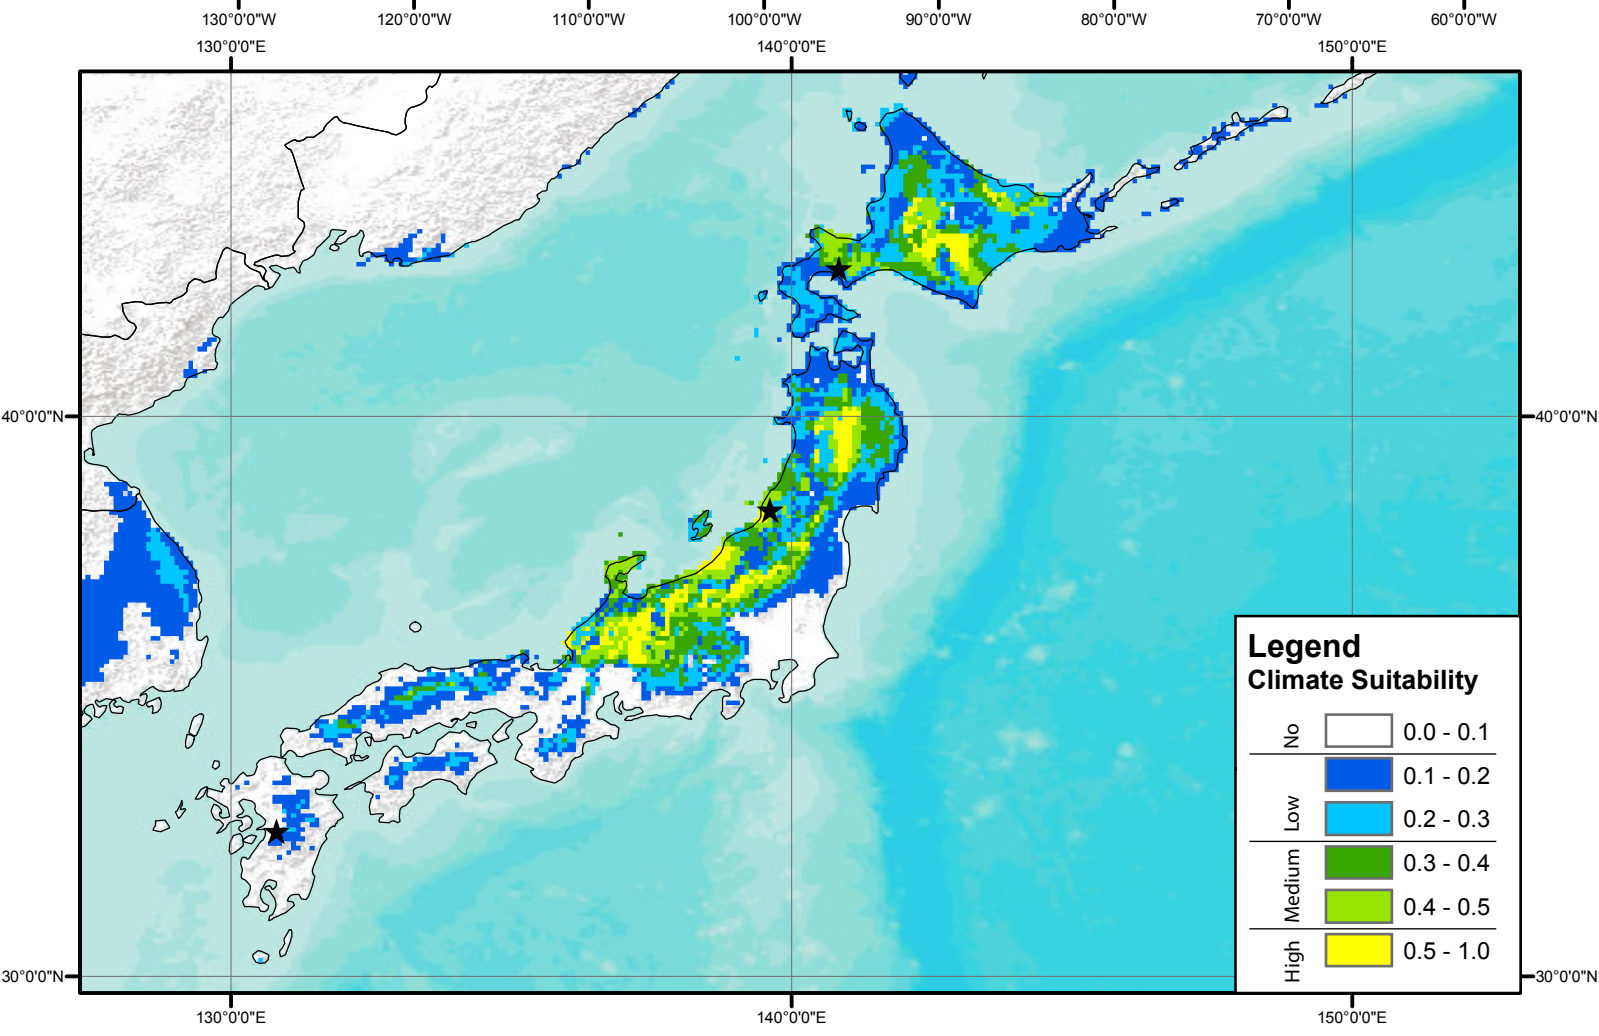 130°0'0"W 120°0'0"W 110°0'0"W 100°0'0"W 90°0'0"W 80°0'0"W 70°0'0"W 60°0'0"W
130°0'0"E 140°0'0"E 150°0'0"E
40°0'0"N 40°0'0"N
Legend
Climate Suitability
No 0.0 - 0.1
0.1 - 0.2
Low 0.2 - 0.3
Medium 0.3 - 0.4
0.4 - 0.5
High 0.5 - 1.0
30°0'0"N 30°0'0"N
130°0'0"E 140°0'0"E 150°0'0"E